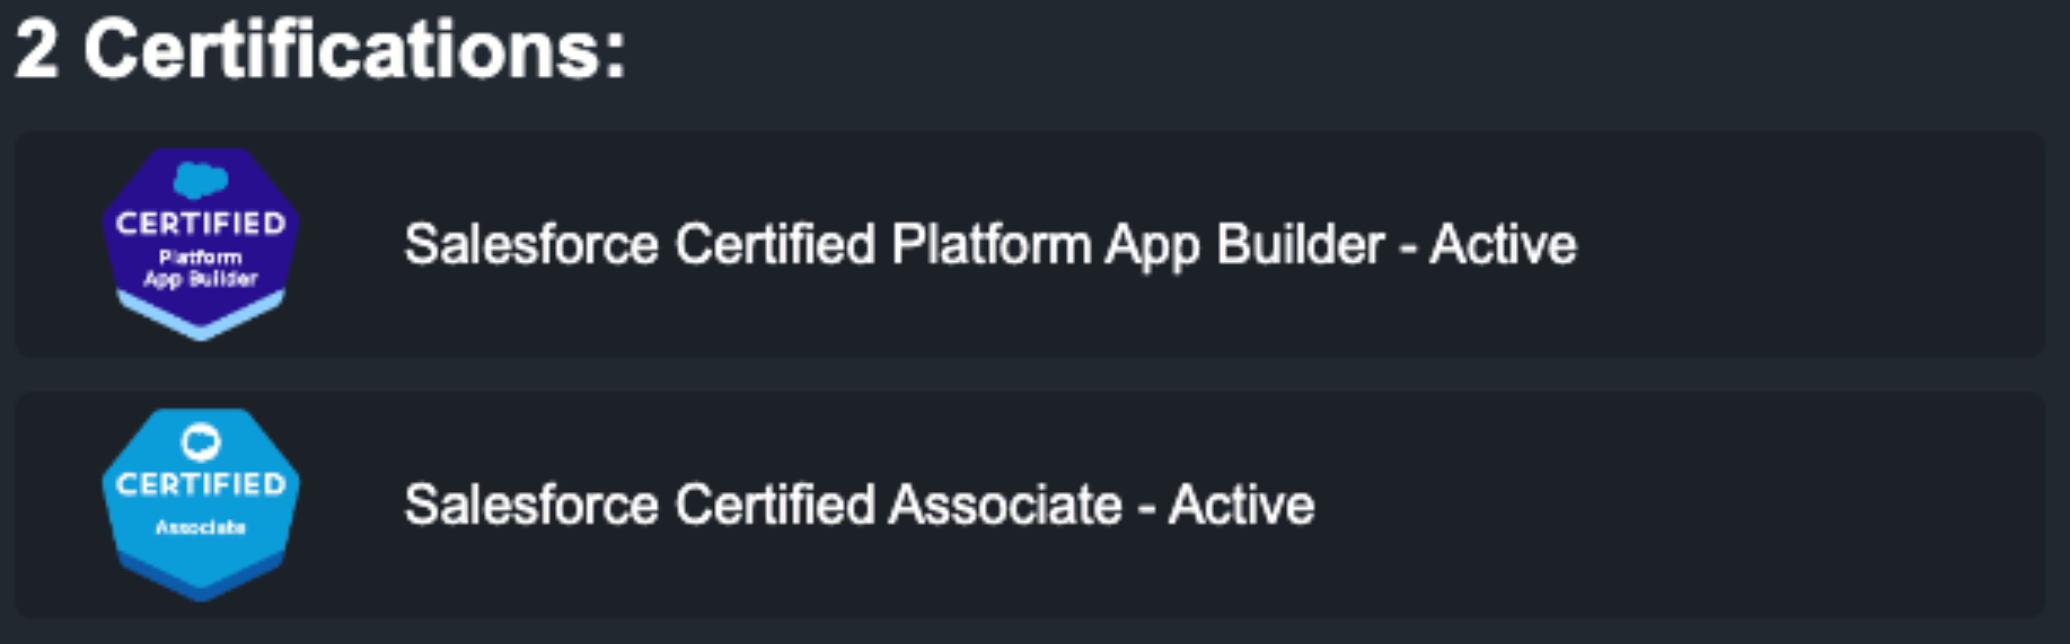 2 Certifications:
CERTIFIED
Platform
App Builder
Salesforce Certified Platform App Builder - Active
CERTIFIED
Associate
Salesforce Certified Associate - Active